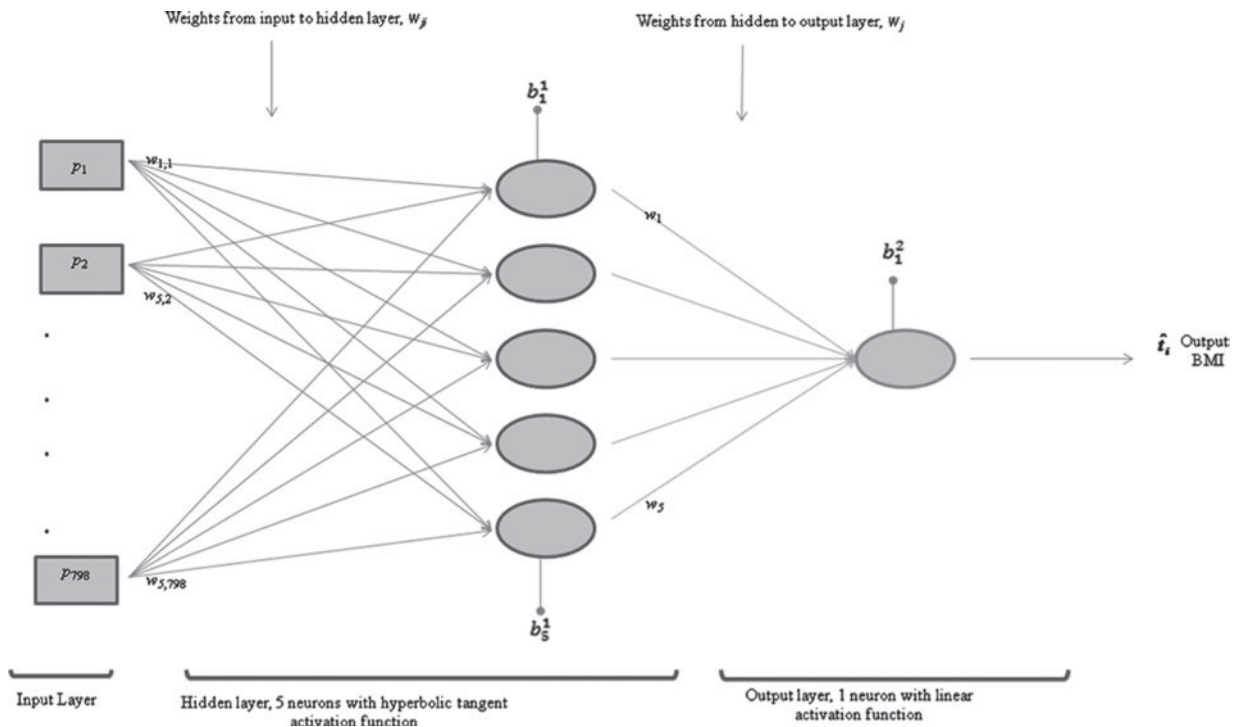 Weights from input to hidden layer, w_ji
Weights from hidden to output layer, w_j
b_1^1
p_1
w_1,1
w_1
p_2
b_1^2
w_5,2
t̂_i Output:
BMI
w_5
p_798
w_5,798
b_5^1
Input Layer
Hidden layer, 5 neurons with hyperbolic tangent
activation function
Output layer, 1 neuron with linear
activation function